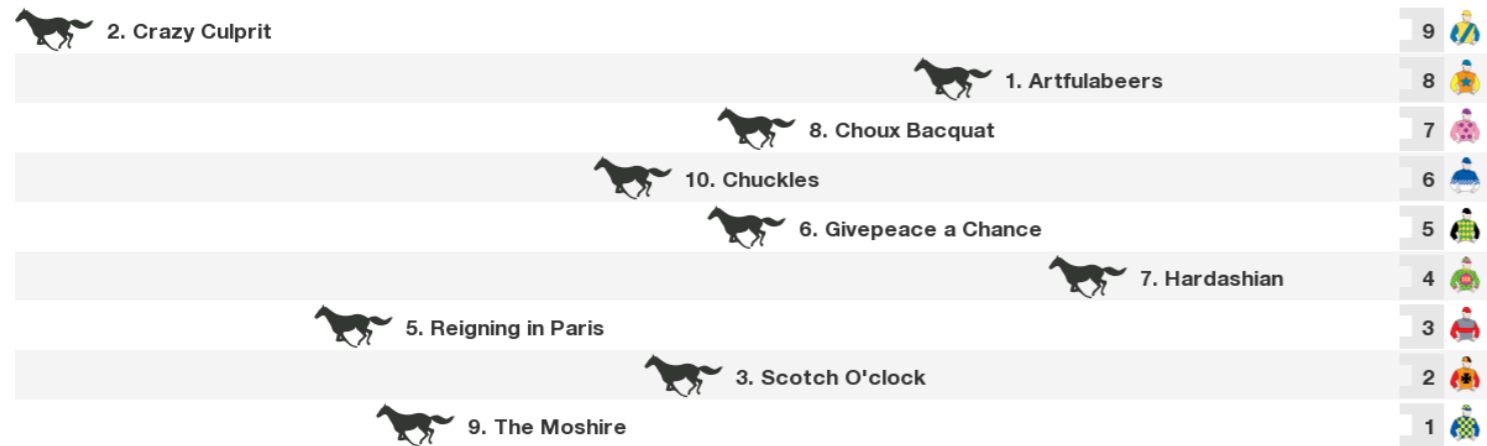 2. Crazy Culprit 9
1. Artfulabeers 8
8. Choux Bacquat 7
10. Chuckles 6
6. Givepeace a Chance 5
7. Hardashian 4
5. Reigning in Paris 3
3. Scotch O'clock 2
9. The Moshire 1